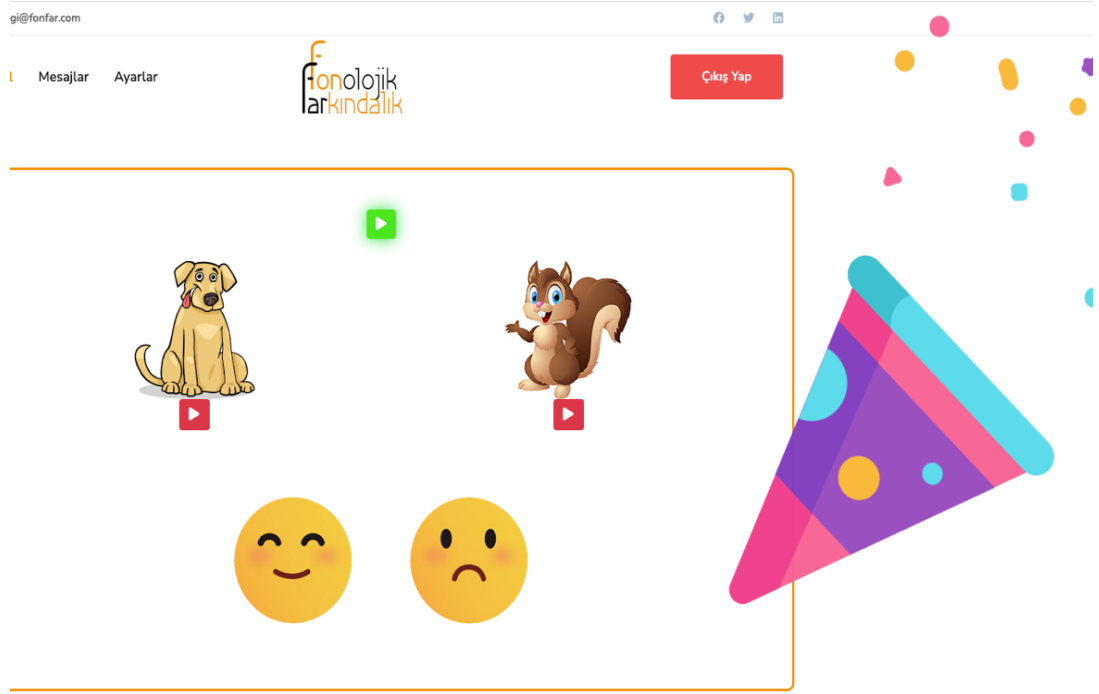 gi@fonfar.com
Mesajlar Ayarlar
fonolojik
farkındalık
Çıkış Yap